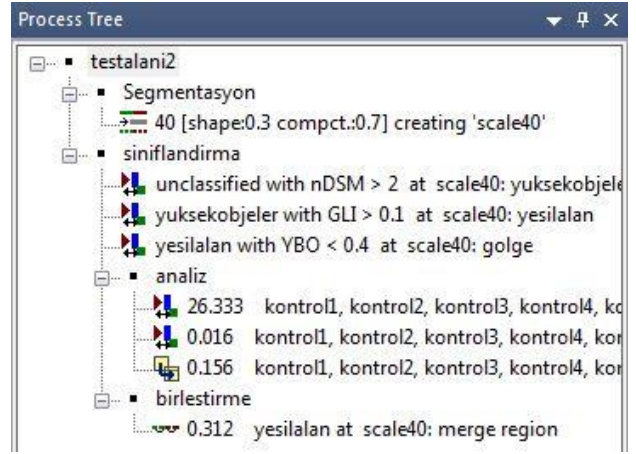 Process Tree
testalani2
Segmentasyon
40 [shape:0.3 compct.:0.7] creating 'scale40'
siniflandirma
unclassified with nDSM > 2 at scale40: yuksekobjele
yuksekobjeler with GLI > 0.1 at scale40: yesilalan
yesilalan with YBO < 0.4 at scale40: golge
analiz
26.333 kontrol1, kontrol2, kontrol3, kontrol4, ko
0.016 kontrol1, kontrol2, kontrol3, kontrol4, kon
0.156 kontrol1, kontrol2, kontrol3, kontrol4, kon
birlestirme
0.312 yesilalan at scale40: merge region